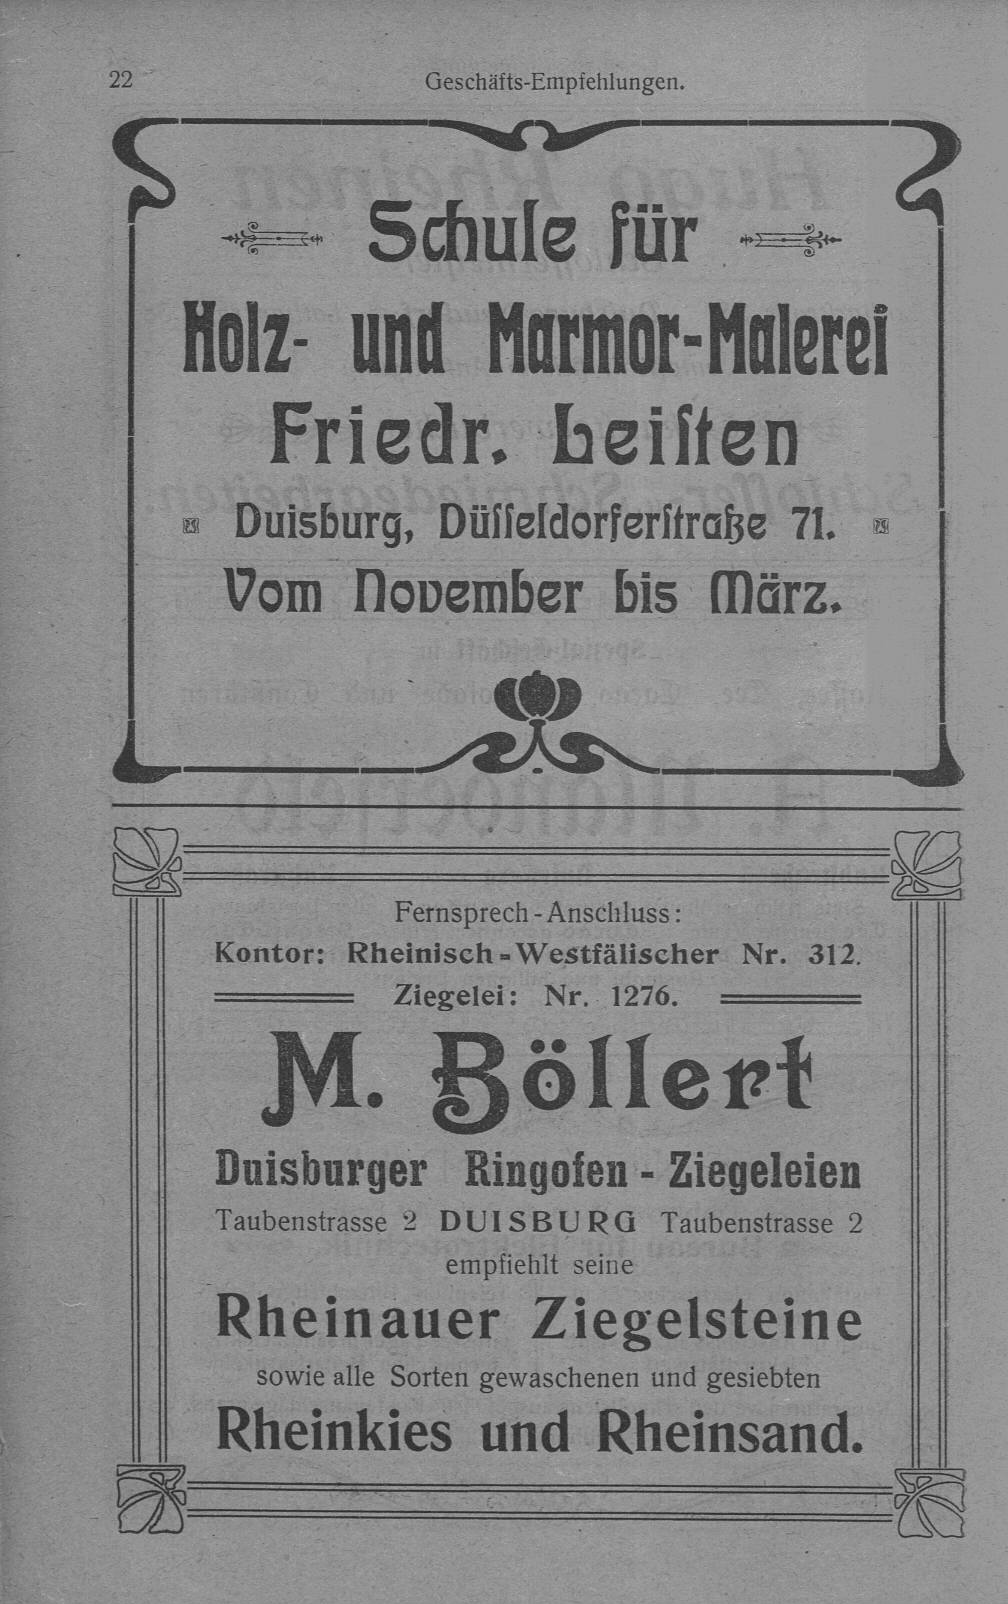 22
Geschäfts-Empfehlungen.
Schule für
Holz- und Marmor-Malerei
Friedr. Leiſten
Duisburg, Düſſeldorferſtraße 71.
Vom November bis März.
Fernsprech-Anschluss:
Kontor: Rheinisch-Westfälischer Nr. 312.
Ziegelei: Nr. 1276.
M. Böllert
Duisburger Ringofen-Ziegeleien
Taubenstrasse 2 DUISBURG Taubenstrasse 2
empfiehlt seine
Rheinauer Ziegelsteine
sowie alle Sorten gewaschenen und gesiebten
Rheinkies und Rheinsand.